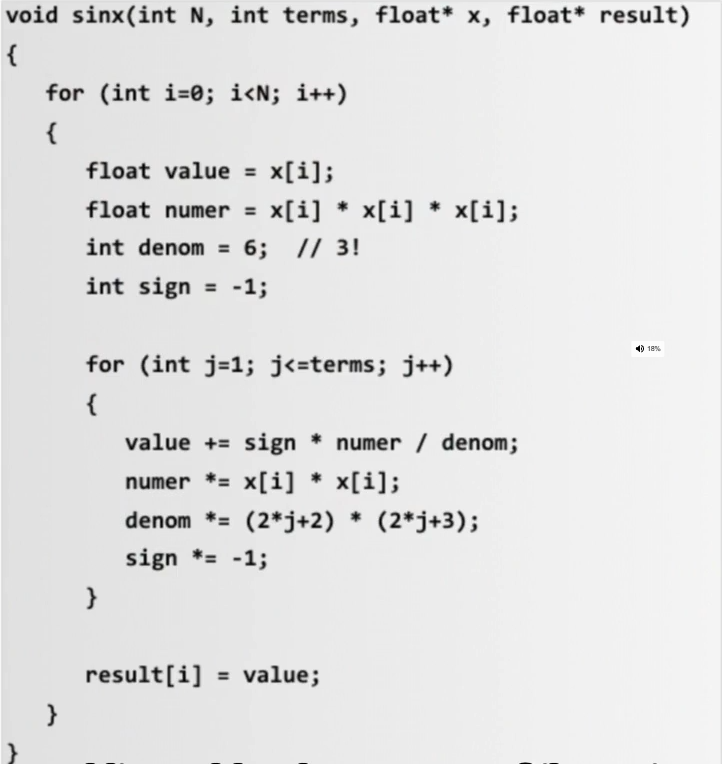 void sinx(int N, int terms, float* x, float* result)
{
for (int i=0; i<N; i++)
{
float value = x[i];
float numer = x[i] * x[i] * x[i];
int denom = 6;  // 3!
int sign = -1;
18%
for (int j=1; j<=terms; j++)
{
value += sign * numer / denom;
numer *= x[i] * x[i];
denom *= (2*j+2) * (2*j+3);
sign *= -1;
}
result[i] = value;
}
}